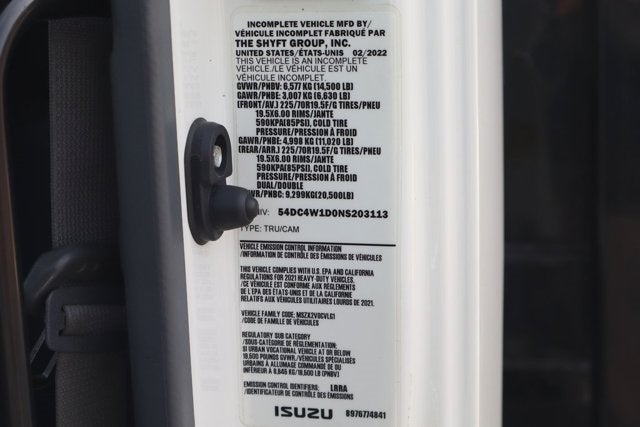 INCOMPLETE VEHICLE MFD BY/
VÉHICULE INCOMPLET FABRIQUÉ PAR
THE SHYFT GROUP, INC.
UNITED STATES/ÉTATS-UNIS 02/2022
THIS VEHICLE IS AN INCOMPLETE
VEHICLE./LE VÉHICULE EST UN VÉHICULE
INCOMPLET.
GVWR/PNBV: 6,577 KG (14,500 LB)
GAWR/PNBE: 3,007 KG (6,630 LB)
(FRONT/AV.) 225/70R19.5F/G TIRES/PNEU
19.5X6.00 RIMS/JANTE
590KPA(85PSI), COLD TIRE
PRESSURE/PRESSION À FROID
GAWR/PNBE: 4,998 KG (11,020 LB)
(REAR/ARR.) 225/70R19.5F/G TIRES/PNEU
19.5X6.00 RIMS/JANTE
590KPA(85PSI), COLD TIRE
PRESSURE/PRESSION À FROID
DUAL/DOUBLE
/PNBC: 9,299KG(20,500LB)
NIV: 54DC4W1D0NS203113
TYPE: TRU/CAM
VEHICLE EMISSION CONTROL INFORMATION
/INFORMATION DE CONTRÔLE DES ÉMISSIONS DE VÉHICULES
THIS VEHICLE COMPLIES WITH U.S. EPA AND CALIFORNIA
REGULATIONS FOR 2021 HEAVY-DUTY VEHICLES.
/CE VÉHICULE EST CONFORME AUX RÈGLEMENTS
DE L'EPA DES ÉTATS-UNIS ET DE LA CALIFORNIE
RELATIFS AUX VÉHICULES UTILITAIRES LOURDS DE 2021.
VEHICLE FAMILY CODE: MSZX2VOCVLG1
/CODE DE FAMILLE DE VÉHICULES
REGULATORY SUB CATEGORY
/SOUS-CATÉGORIE DE RÈGLEMENT
SI URBAN VOCATIONAL VEHICLE AT OR BELOW
19,500 POUNDS GVWR/VÉHICULES SPÉCIALISÉS
URBAINS À ALLUMAGE COMMANDÉ DE OU
INFÉRIEUR À 8,845 KG/19,500 LB (PNBV)
EMISSION CONTROL IDENTIFIERS: LRRA
/IDENTIFICATEUR DE CONTRÔLE DES ÉMISSIONS
ISUZU 8976774841